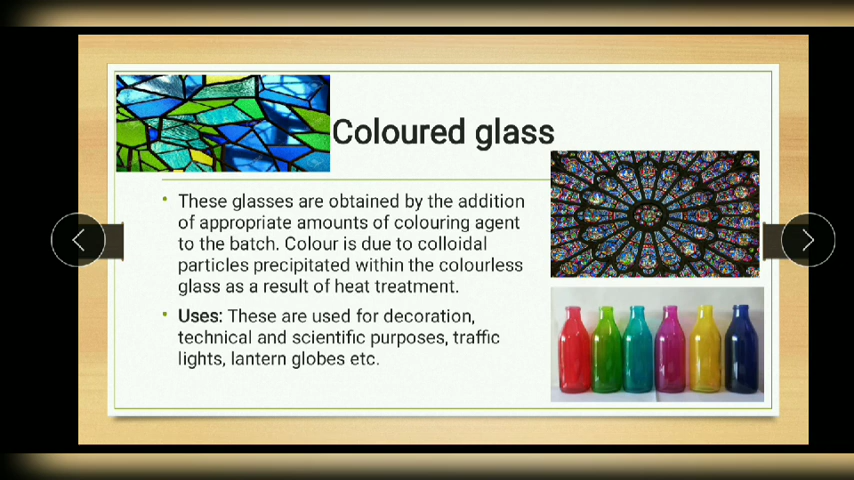 Coloured glass
• These glasses are obtained by the addition
of appropriate amounts of colouring agent
to the batch. Colour is due to colloidal
particles precipitated within the colourless
glass as a result of heat treatment.
• Uses: These are used for decoration,
technical and scientific purposes, traffic
lights, lantern globes etc.